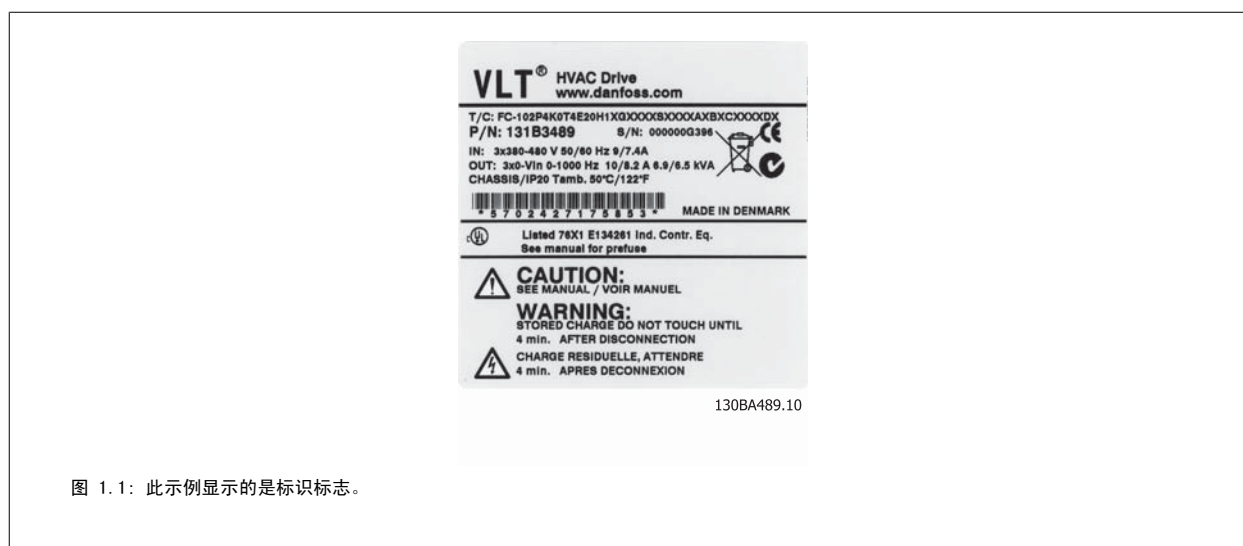 VLT® HVAC Drive
www.danfoss.com
T/C: FC-102P4K0T4E20H1XGXXXXSXXXXAXBXCXXXXDX
P/N: 131B3489 S/N: 000000G396
IN: 3x380-480 V 50/60 Hz 9/7.4A
OUT: 3x0-Vin 0-1000 Hz 10/8.2 A 6.9/6.5 kVA
CHASSIS/IP20 Tamb. 50°C/122°F
*5702427175853* MADE IN DENMARK
Listed 76X1 E134261 Ind. Contr. Eq.
See manual for prefuse
CAUTION:
SEE MANUAL / VOIR MANUEL
WARNING:
STORED CHARGE DO NOT TOUCH UNTIL
4 min. AFTER DISCONNECTION
CHARGE RESIDUELLE, ATTENDRE
4 min. APRES DECONNEXION
130BA489.10
图 1.1: 此示例显示的是标识标志。